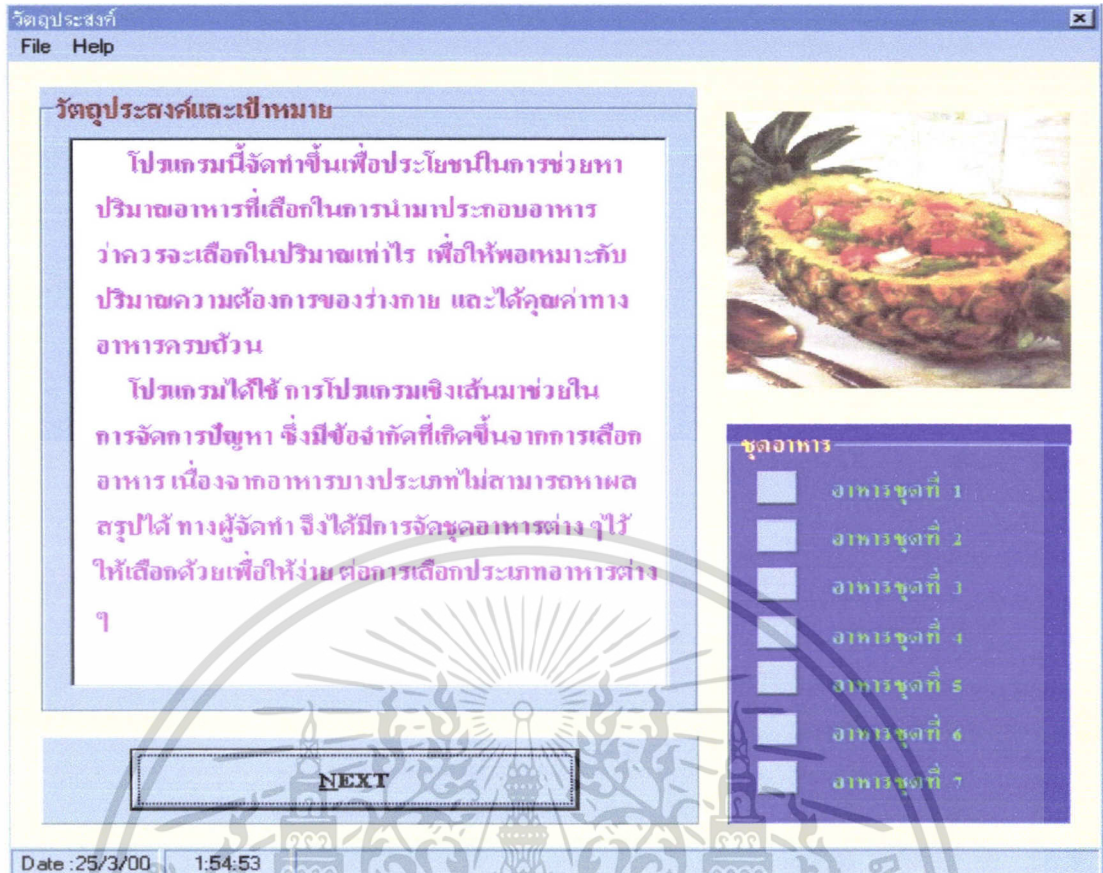 วัตถุประสงค์
File Help
วัตถุประสงค์และเป้าหมาย
โปรแกรมนี้จัดทำขึ้นเพื่อประโยชน์ในการช่วยหา
ปริมาณอาหารที่เลือกในการนำมาประกอบอาหาร
ว่าควรจะเลือกในปริมาณเท่าไร เพื่อให้พอเหมาะกับ
ปริมาณความต้องการของร่างกาย และได้คุณค่าทาง
อาหารครบถ้วน
โปรแกรมได้ใช้ การโปรแกรมเชิงเส้นมาช่วยใน
การจัดการปัญหา ซึ่งมีข้อจำกัดที่เกิดขึ้นจากการเลือก
อาหาร เนื่องจากอาหารบางประเภทไม่สามารถหาผล
สรุปได้ ทางผู้จัดทำ จึงได้มีการจัดชุดอาหารต่าง ๆไว้
ให้เลือกด้วยเพื่อให้ง่าย ต่อการเลือกประเภทอาหารต่าง
ๆ
ชุดอาหาร
อาหารชุดที่ 1
อาหารชุดที่ 2
อาหารชุดที่ 3
อาหารชุดที่ 4
อาหารชุดที่ 5
อาหารชุดที่ 6
อาหารชุดที่ 7
NEXT
Date :25/3/00 1:54:53